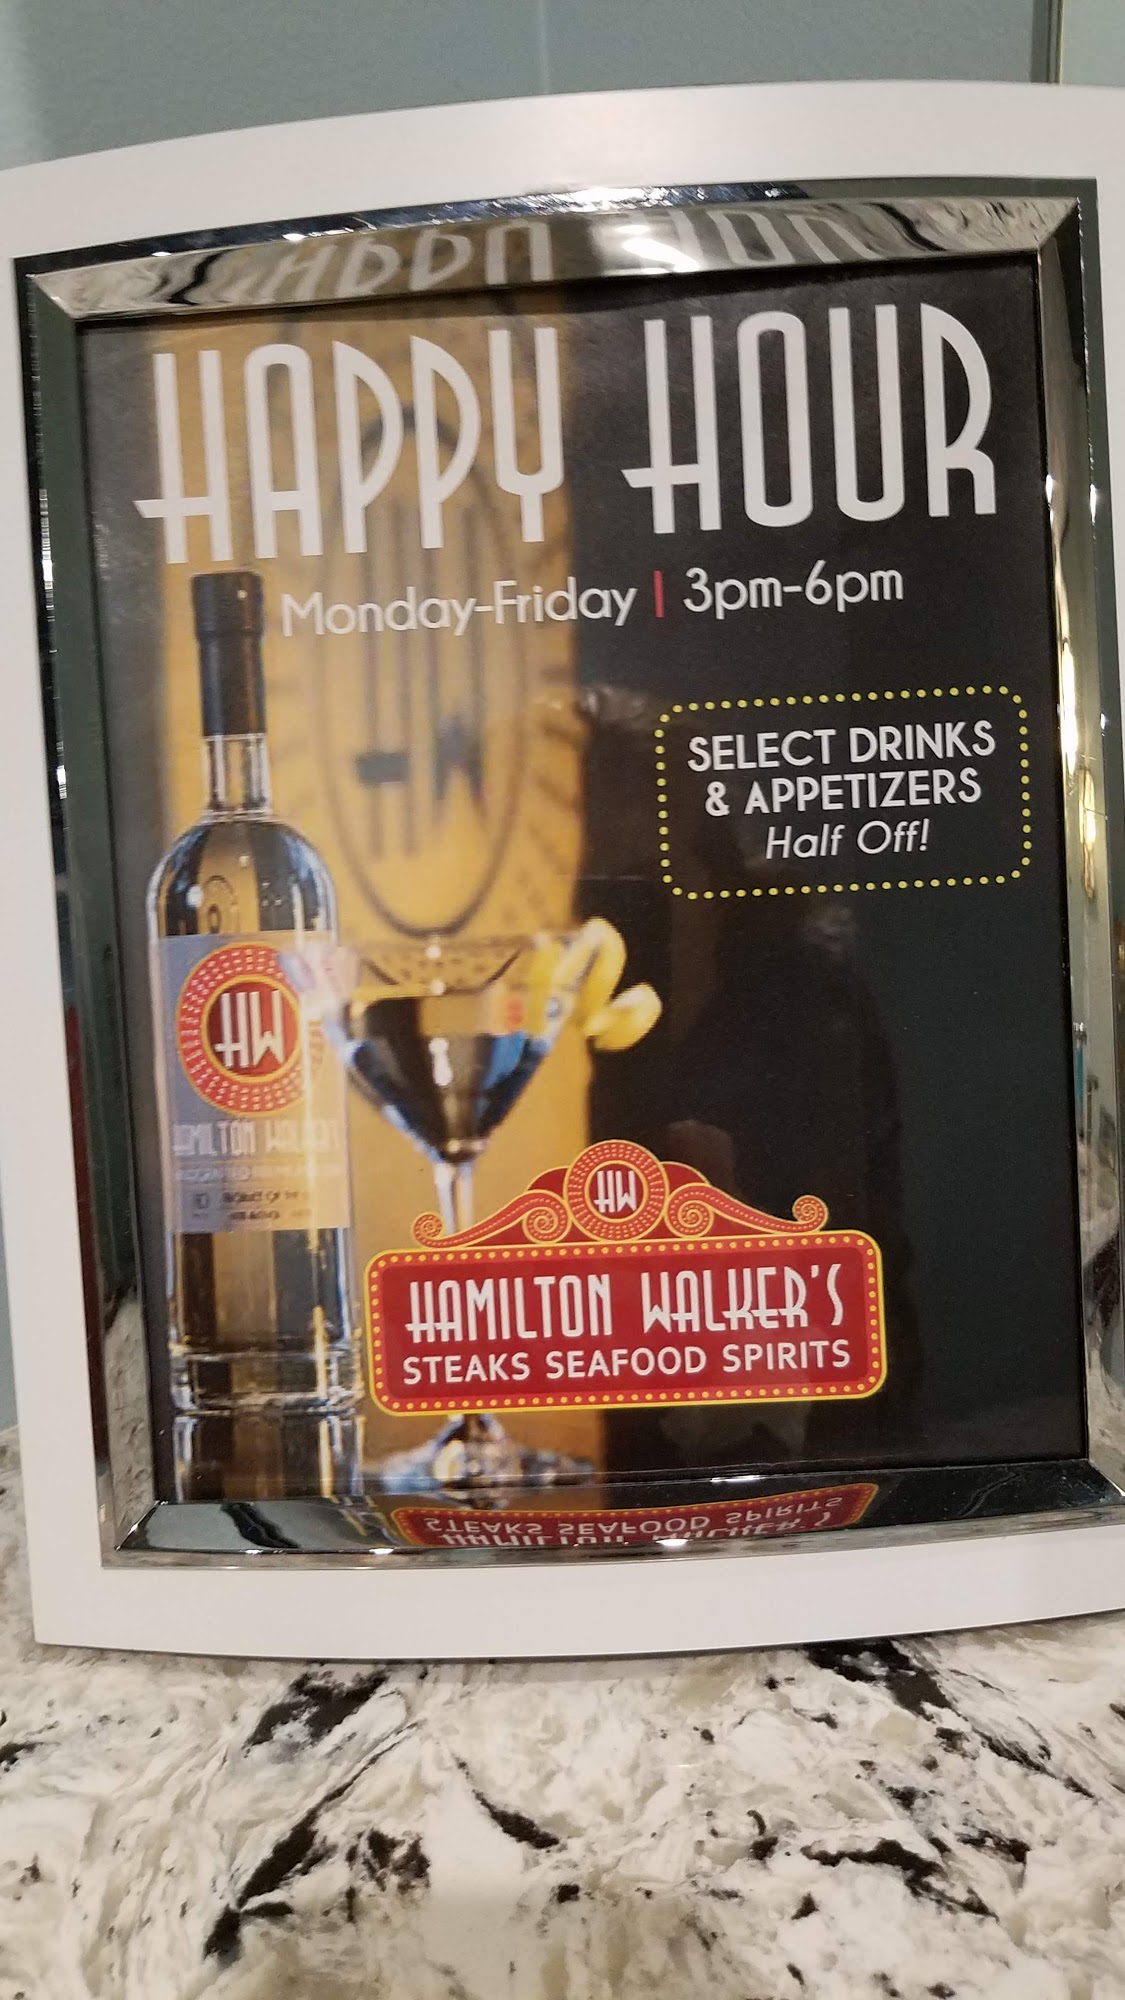 HAPPY HOUR
Monday-Friday | 3pm-6pm
SELECT DRINKS
& APPETIZERS
Half Off!
HW
HAMILTON WALKER'S
HW
HAMILTON WALKER'S
STEAKS SEAFOOD SPIRITS